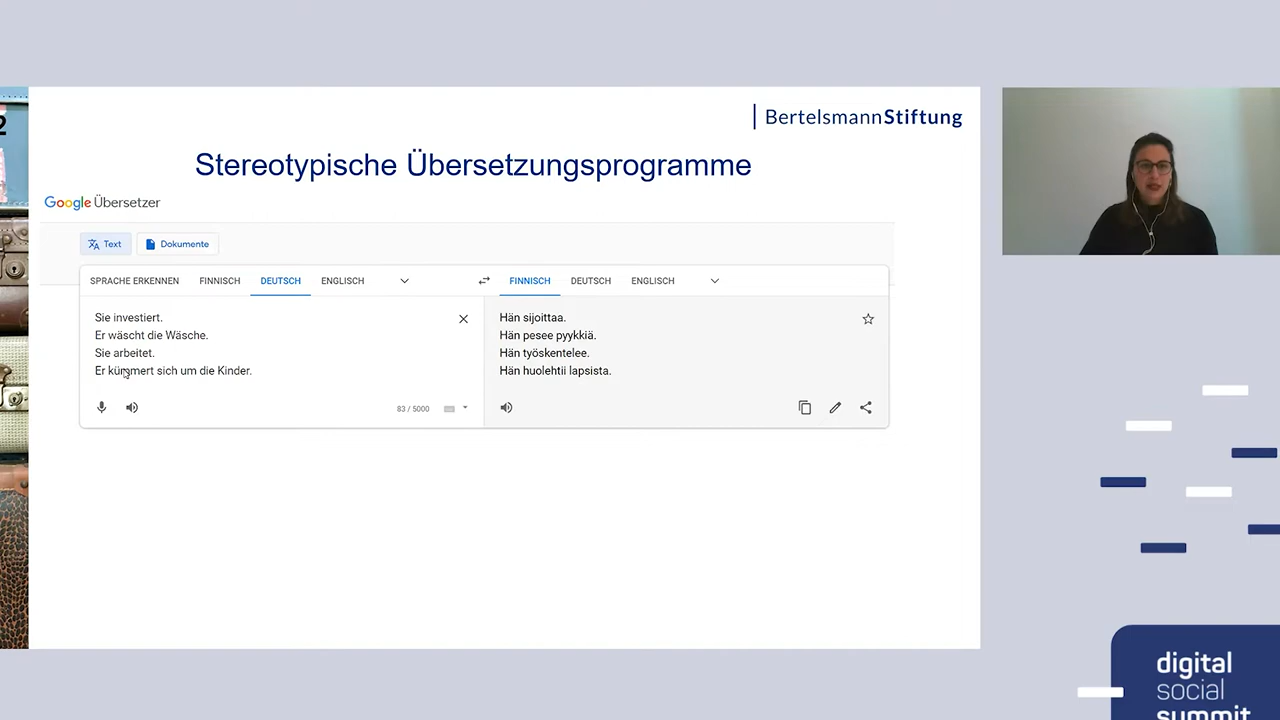 2
BertelsmannStiftung
Stereotypische Übersetzungsprogramme
Google Übersetzer
Text
Dokumente
SPRACHE ERKENNEN FINNISCH DEUTSCH ENGLISCH
FINNISCH DEUTSCH ENGLISCH
Sie investiert.
Er wäscht die Wäsche.
Sie arbeitet.
Er kümmert sich um die Kinder.
83 / 5000
Hän sijoittaa.
Hän pesee pyykkiä.
Hän työskentelee.
Hän huolehtii lapsista.
digital
social
summit